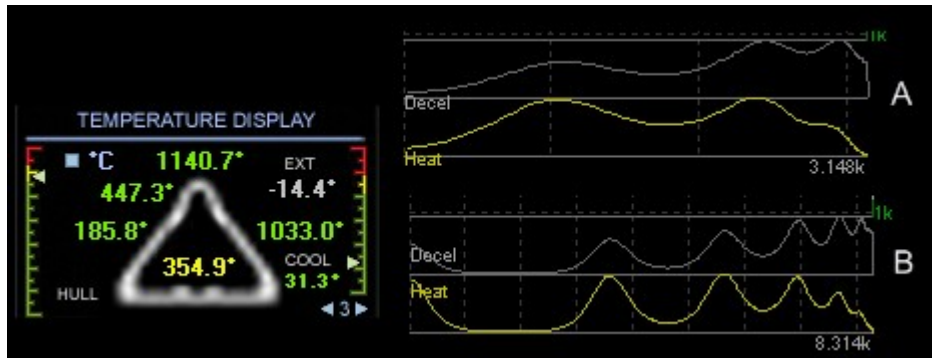 TEMPERATURE DISPLAY
°C 1140.7° EXT
-14.4°
447.3°
185.8° 1033.0°
354.9° COOL
31.3°
HULL
3
1k
Decel
A
Heat
3.148k
1k
Decel
B
Heat
8.314k